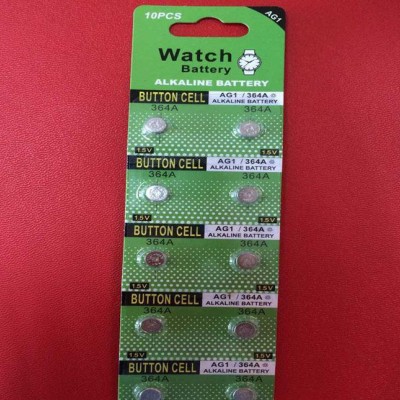 10PCS
AG1
Watch
Battery
ALKALINE BATTERY
BUTTON CELL AG1 / 364A
ALKALINE BATTERY
364A
1.5V 1.5V
BUTTON CELL AG1 / 364A
ALKALINE BATTERY
364A 364A
1.5V 1.5V
BUTTON CELL AG1 / 364A
ALKALINE BATTERY
364A 364A
1.5V 1.5V
BUTTON CELL AG1 / 364A
ALKALINE BATTERY
364A 364A
1.5V 1.5V
BUTTON CELL AG1 / 364A
ALKALINE BATTERY
364A 364A